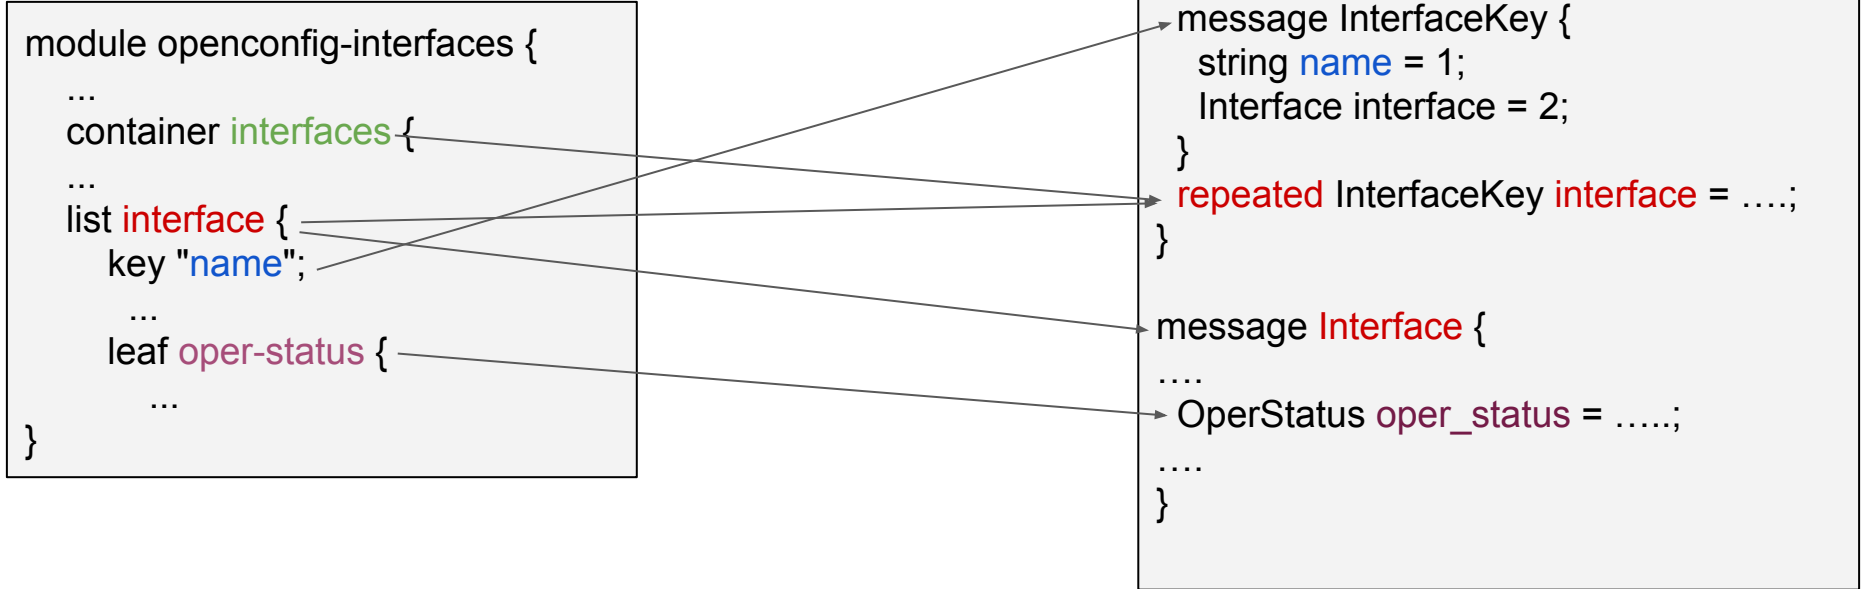 module openconfig-interfaces {
...
container interfaces {
...
list interface {
key "name";
...
leaf oper-status {
...
}
message InterfaceKey {
string name = 1;
Interface interface = 2;
}
repeated InterfaceKey interface = ….;
}
message Interface {
….
OperStatus oper_status = …..;
….
}